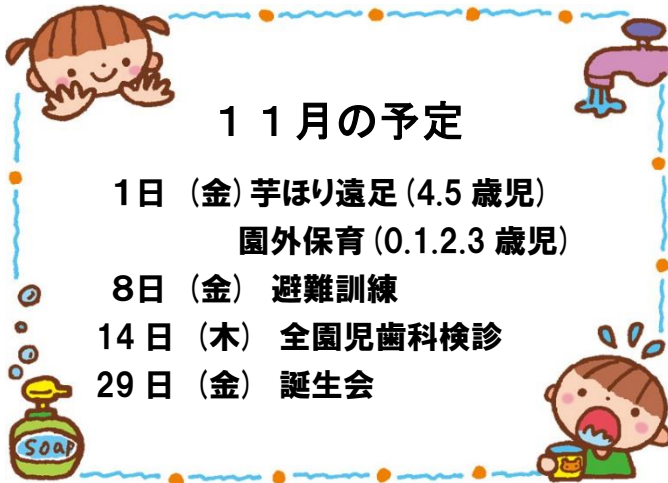 １１月の予定
１日（金）芋ほり遠足（4.5 歳児）
園外保育（0.1.2.3 歳児）
８日（金） 避難訓練
14 日（木） 全園児歯科検診
29 日（金） 誕生会
soap